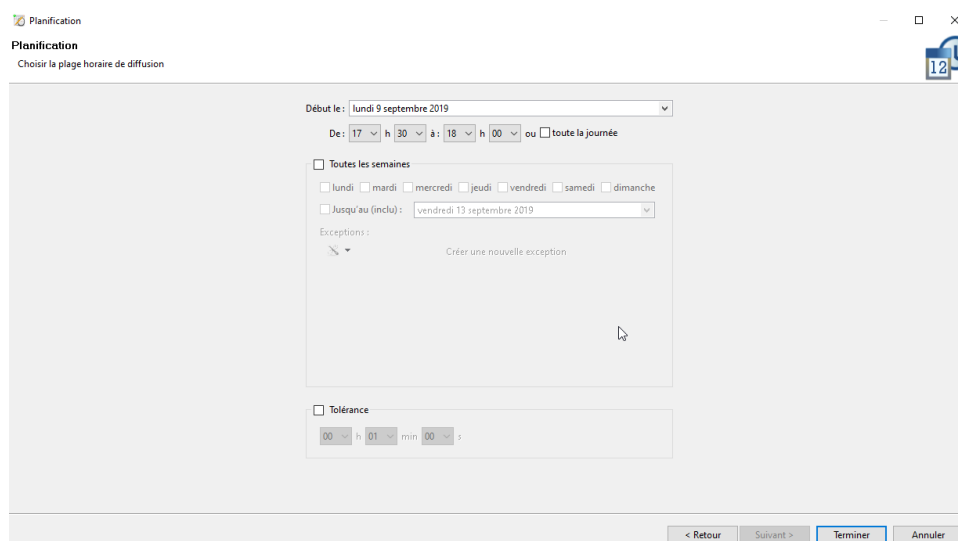 Planification
Planification
Choisir la plage horaire de diffusion
12
Début le : lundi 9 septembre 2019
De : 17 h 30 à : 18 h 00 ou toute la journée
Toutes les semaines
lundi mardi mercredi jeudi vendredi samedi dimanche
Jusqu'au (inclu) : vendredi 13 septembre 2019
Exceptions :
Créer une nouvelle exception
Tolérance
00 h 01 min 00 s
< Retour Suivant > Terminer Annuler